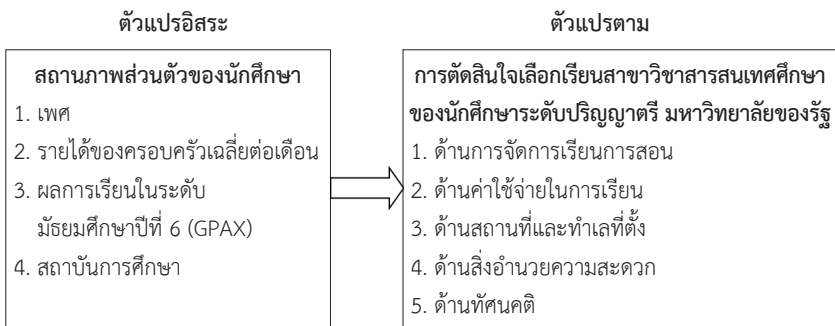 ตัวแปรอิสระ
ตัวแปรตาม
สถานภาพส่วนตัวของนักศึกษา
1. เพศ
2. รายได้ของครอบครัวเฉลี่ยต่อเดือน
3. ผลการเรียนในระดับ
มัธยมศึกษาปีที่ 6 (GPAX)
4. สถาบันการศึกษา
การตัดสินใจเลือกเรียนสาขาวิชาสารสนเทศศึกษา
ของนักศึกษาระดับปริญญาตรี มหาวิทยาลัยของรัฐ
1. ด้านการจัดการเรียนการสอน
2. ด้านค่าใช้จ่ายในการเรียน
3. ด้านสถานที่และทำเลที่ตั้ง
4. ด้านสิ่งอำนวยความสะดวก
5. ด้านทัศนคติ